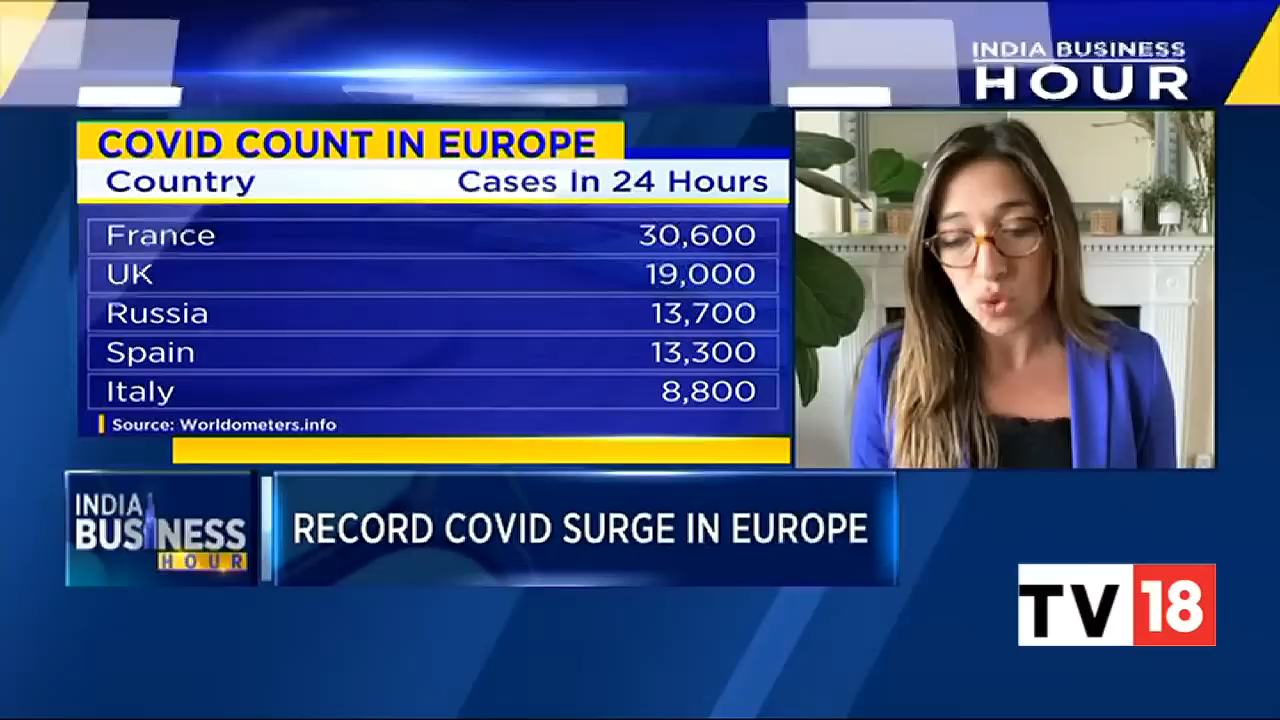 INDIA BUSINESS
HOUR
COVID COUNT IN EUROPE
Country Cases In 24 Hours
France 30,600
UK 19,000
Russia 13,700
Spain 13,300
Italy 8,800
Source: Worldometers.info
INDIA
BUSINESS
HOUR
RECORD COVID SURGE IN EUROPE
TV18